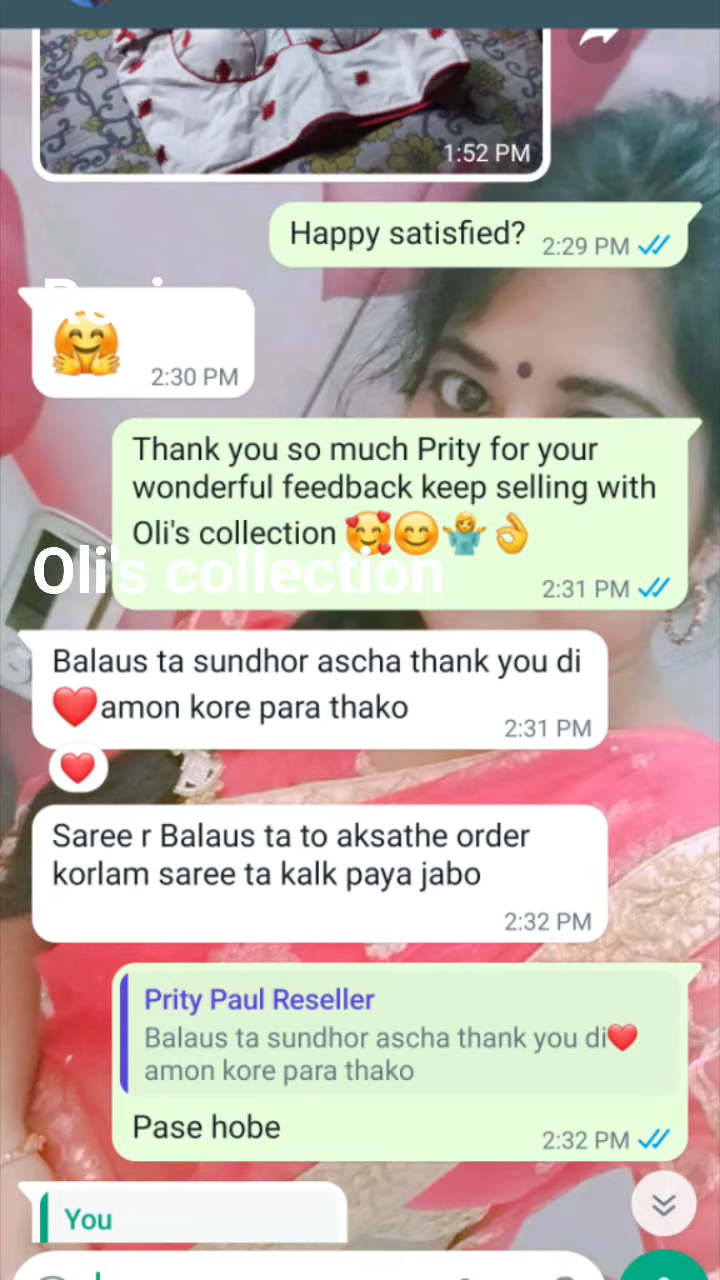 1:52 PM
Happy satisfied?
2:29 PM
2:30 PM
Thank you so much Prity for your
wonderful feedback keep selling with
Oli's collection
Oli's collection
2:31 PM
Balaus ta sundhor ascha thank you di
amon kore para thako
2:31 PM
Saree r Balaus ta to aksathe order
korlam saree ta kalk paya jabo
2:32 PM
Prity Paul Reseller
Balaus ta sundhor ascha thank you di
amon kore para thako
Pase hobe
2:32 PM
You